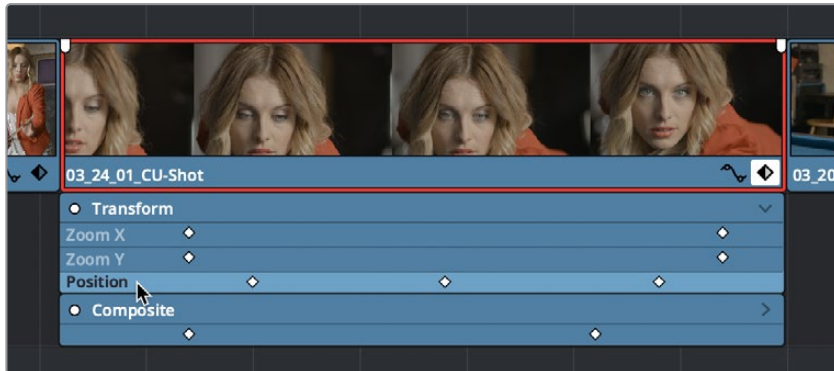 03_24_01_CU-Shot
03_20
Transform
Zoom X
Zoom Y
Position
Composite